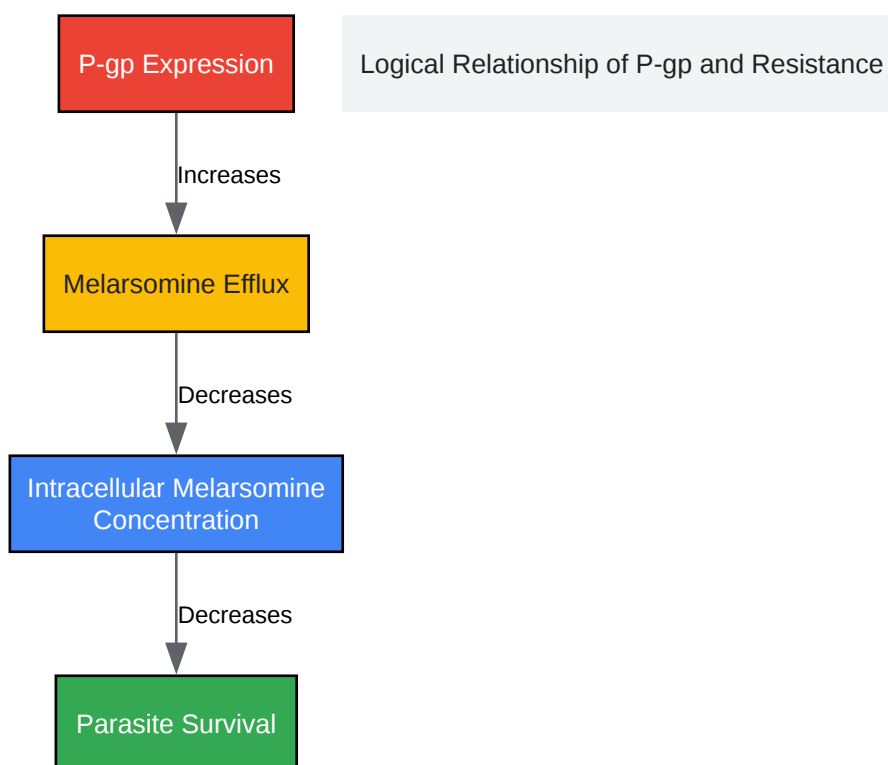 P-gp Expression
Logical Relationship of P-gp and Resistance
Increases
Melarsomine Efflux
Decreases
Intracellular Melarsomine
Concentration
Decreases
Parasite Survival